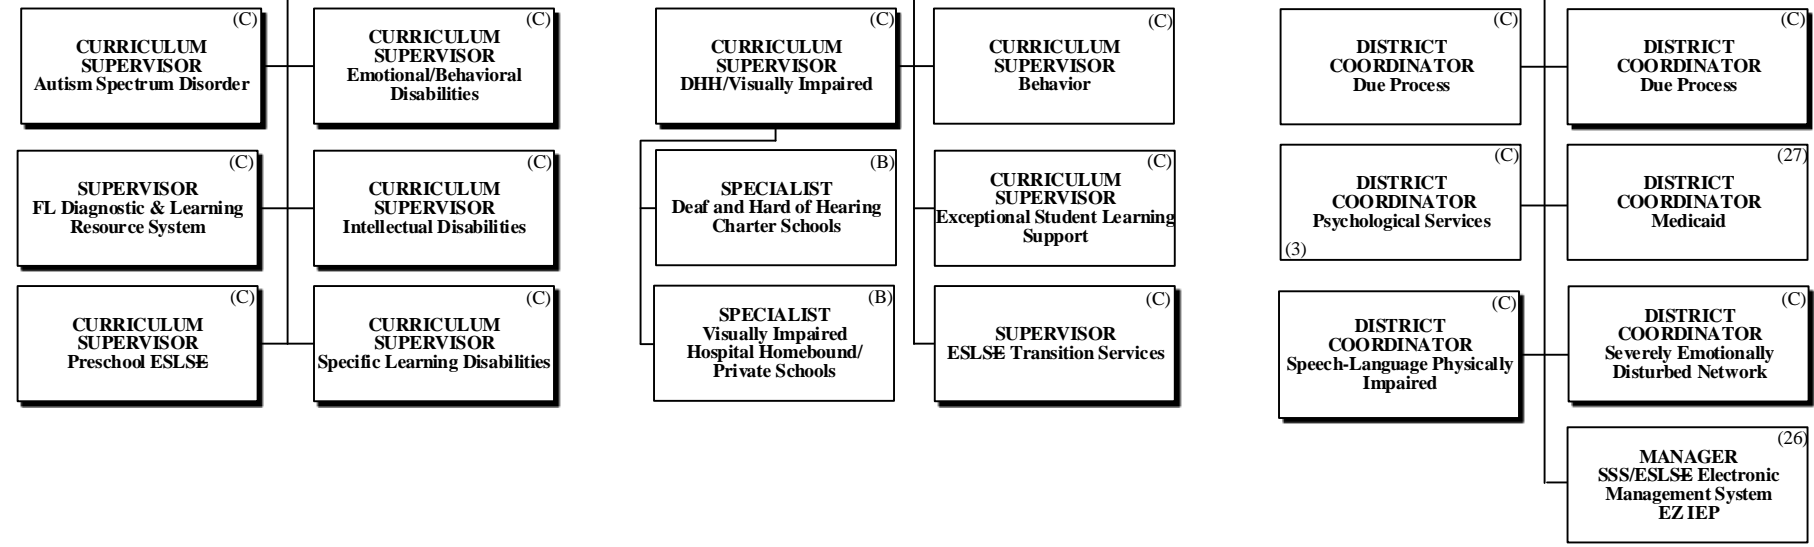 (C)
CURRICULUM
SUPERVISOR
Autism Spectrum Disorder
(C)
CURRICULUM
SUPERVISOR
Emotional/Behavioral
Disabilities
(C)
SUPERVISOR
FL Diagnostic & Learning
Resource System
(C)
CURRICULUM
SUPERVISOR
Intellectual Disabilities
(C)
CURRICULUM
SUPERVISOR
Preschool ESLSE
(C)
CURRICULUM
SUPERVISOR
Specific Learning Disabilities
(C)
CURRICULUM
SUPERVISOR
DHH/Visually Impaired
(C)
CURRICULUM
SUPERVISOR
Behavior
(B)
SPECIALIST
Deaf and Hard of Hearing
Charter Schools
(C)
CURRICULUM
SUPERVISOR
Exceptional Student Learning
Support
(B)
SPECIALIST
Visually Impaired
Hospital Homebound/
Private Schools
(C)
SUPERVISOR
ESLSE Transition Services
(C)
DISTRICT
COORDINATOR
Due Process
(C)
DISTRICT
COORDINATOR
Due Process
(C)
DISTRICT
COORDINATOR
Psychological Services
(3)
(27)
DISTRICT
COORDINATOR
Medicaid
(C)
DISTRICT
COORDINATOR
Speech-Language Physically
Impaired
(C)
DISTRICT
COORDINATOR
Severely Emotionally
Disturbed Network
(26)
MANAGER
SSS/ESLSE Electronic
Management System
EZ IEP